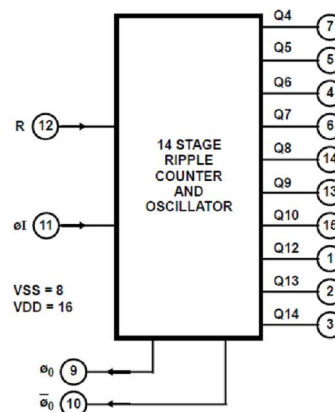 Q4 7
Q5 5
Q6 4
R 12
Q7 6
14 STAGE
RIPPLE
COUNTER
AND
OSCILLATOR
Q8 14
Q9 13
øI 11
Q10 15
Q12 1
VSS = 8
VDD = 16
Q13 2
Q14 3
ø0 9
ø̅0 10